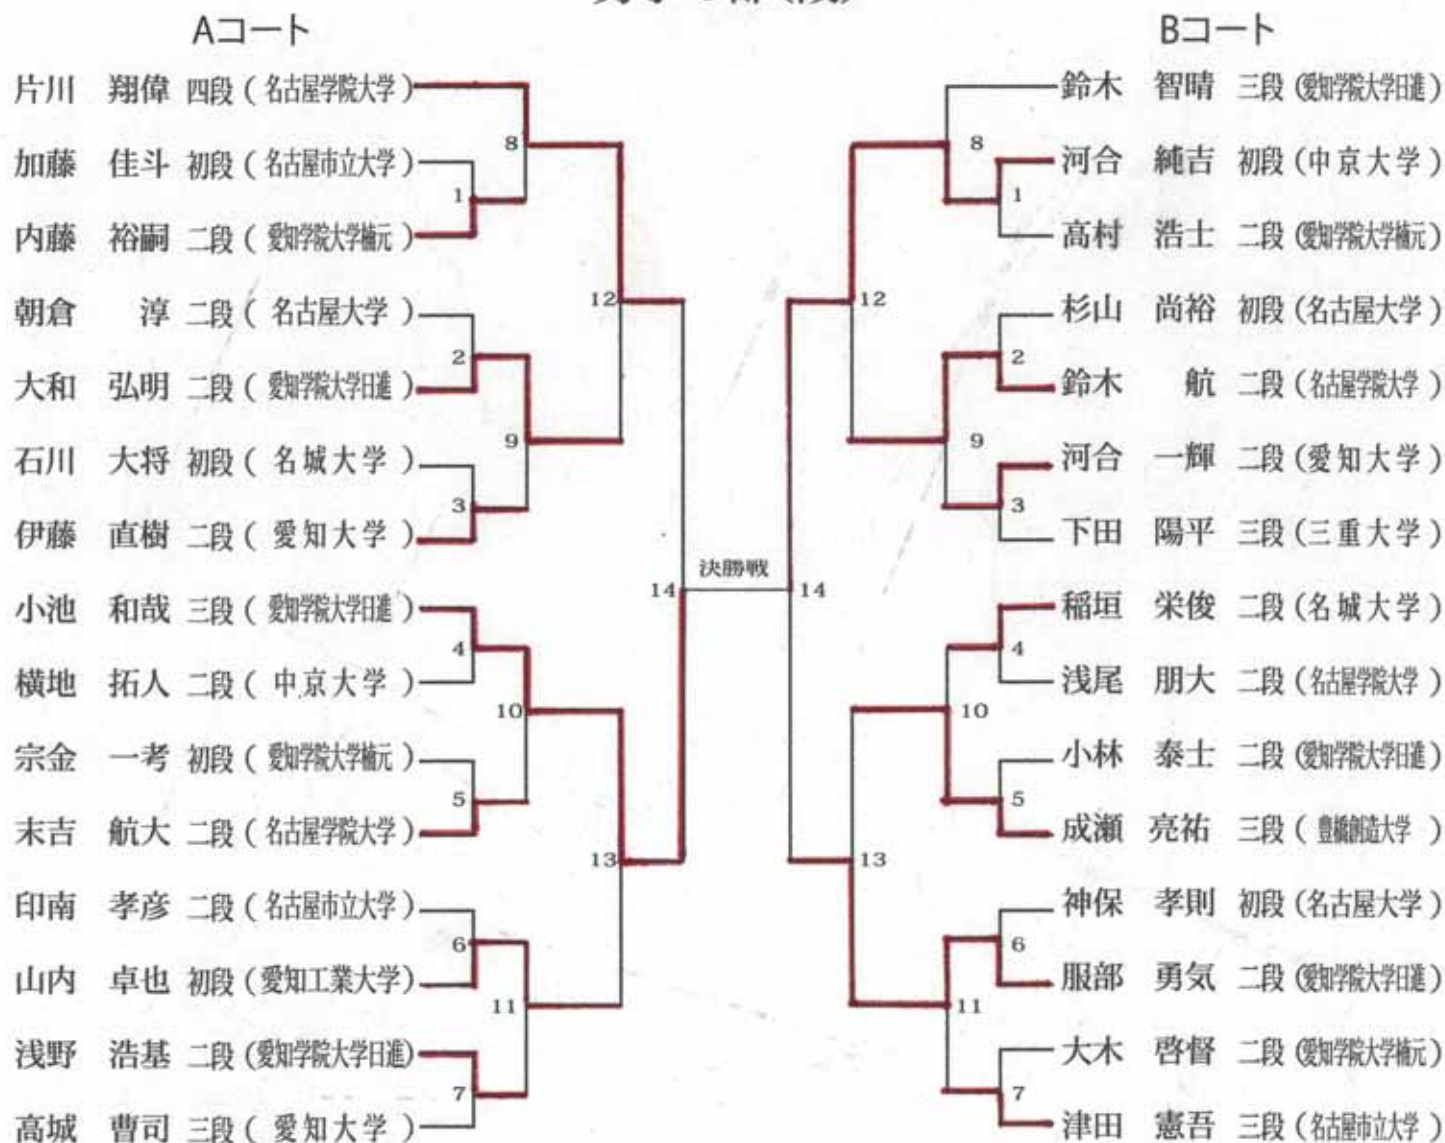 Aコート
片川 翔偉 四段 (名古屋学院大学)
加藤 佳斗 初段 (名古屋市立大学)
内藤 裕嗣 二段 (愛知学院大学楠元)
朝倉 淳 二段 (名古屋大学)
大和 弘明 二段 (愛知学院大学日進)
石川 大将 初段 (名城大学)
伊藤 直樹 二段 (愛知大学)
小池 和哉 三段 (愛知学院大学日進)
横地 拓人 二段 (中京大学)
宗金 一考 初段 (愛知学院大学楠元)
末吉 航大 二段 (名古屋学院大学)
印南 孝彦 二段 (名古屋市立大学)
山内 卓也 初段 (愛知工業大学)
浅野 浩基 二段 (愛知学院大学日進)
高城 曹司 三段 (愛知大学)
1
2
3
4
5
6
7
8
9
10
11
12
13
14
決勝戦
Bコート
鈴木 智晴 三段 (愛知学院大学日進)
河合 純吉 初段 (中京大学)
高村 浩士 二段 (愛知学院大学楠元)
杉山 尚裕 初段 (名古屋大学)
鈴木 航 二段 (名古屋学院大学)
河合 一輝 二段 (愛知大学)
下田 陽平 三段 (三重大学)
稲垣 栄俊 二段 (名城大学)
浅尾 朋大 二段 (名古屋学院大学)
小林 泰士 二段 (愛知学院大学日進)
成瀬 亮祐 三段 (豊橋創造大学)
神保 孝則 初段 (名古屋大学)
服部 勇気 二段 (愛知学院大学日進)
大木 啓督 二段 (愛知学院大学楠元)
津田 憲吾 三段 (名古屋市立大学)
1
2
3
4
5
6
7
8
9
10
11
12
13
14